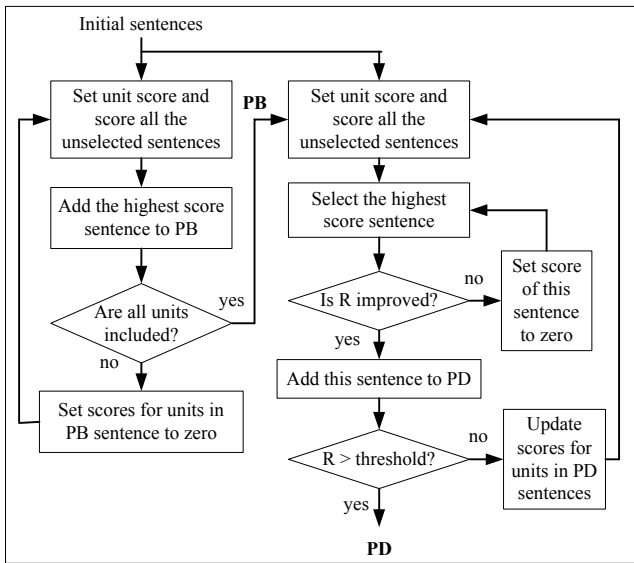 Initial sentences
Set unit score and
score all the
unselected sentences
Add the highest score
sentence to PB
Are all units
included?
yes
no
Set scores for units in
PB sentence to zero
PB
Set unit score and
score all the
unselected sentences
Select the highest
score sentence
Is R improved?
no
Set score
of this
sentence
to zero
yes
Add this sentence to PD
R > threshold?
no
Update
scores for
units in PD
sentences
yes
PD